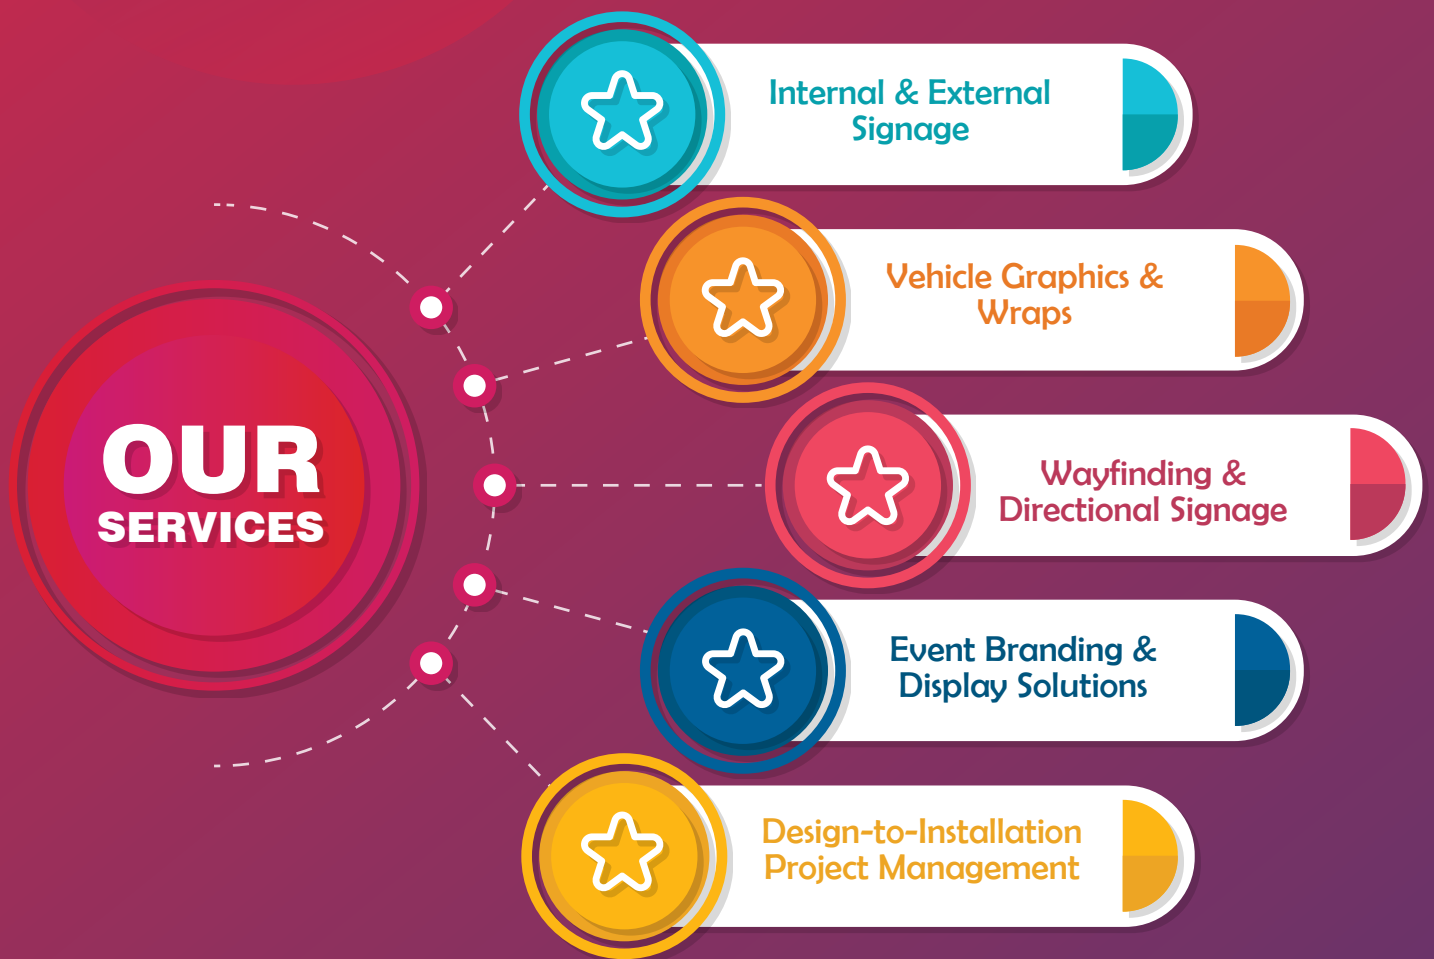 OUR
SERVICES
Internal & External
Signage
Vehicle Graphics &
Wraps
Wayfinding &
Directional Signage
Event Branding &
Display Solutions
Design-to-Installation
Project Management